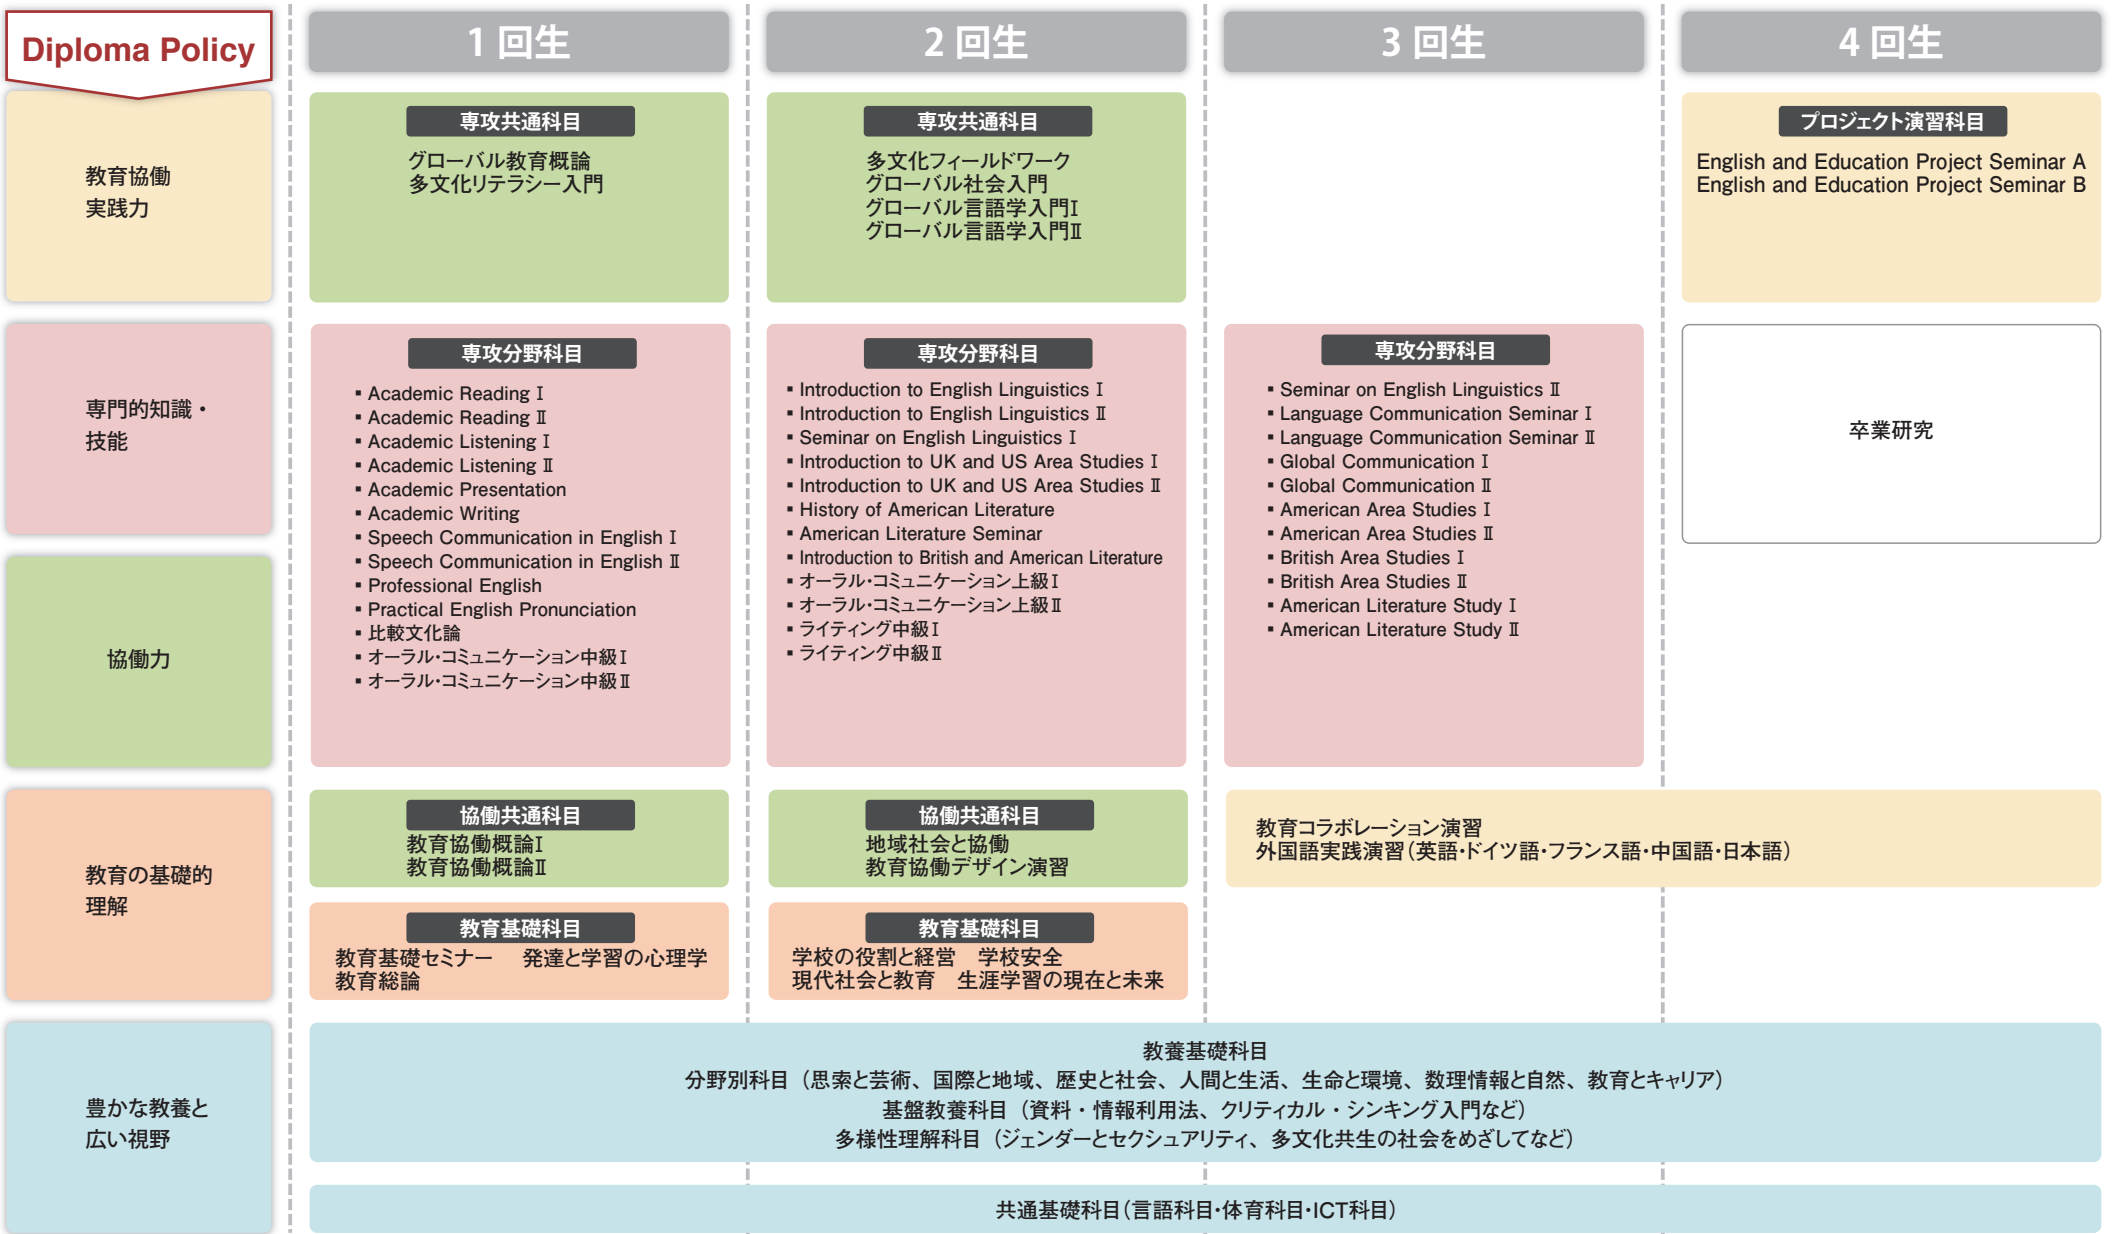 Diploma Policy
1 回生
2 回生
3 回生
4 回生
教育協働
実践力
専攻共通科目
グローバル教育概論
多文化リテラシー入門
専攻共通科目
多文化フィールドワーク
グローバル社会入門
グローバル言語学入門I
グローバル言語学入門Ⅱ
プロジェクト演習科目
English and Education Project Seminar A
English and Education Project Seminar B
専門的知識・
技能
専攻分野科目
▪ Academic Reading Ⅰ
▪ Academic Reading Ⅱ
▪ Academic Listening Ⅰ
▪ Academic Listening Ⅱ
▪ Academic Presentation
▪ Academic Writing
▪ Speech Communication in English Ⅰ
▪ Speech Communication in English Ⅱ
▪ Professional English
▪ Practical English Pronunciation
▪ 比較文化論
▪ オーラル・コミュニケーション中級Ⅰ
▪ オーラル・コミュニケーション中級Ⅱ
専攻分野科目
▪ Introduction to English Linguistics Ⅰ
▪ Introduction to English Linguistics Ⅱ
▪ Seminar on English Linguistics Ⅰ
▪ Introduction to UK and US Area Studies Ⅰ
▪ Introduction to UK and US Area Studies Ⅱ
▪ History of American Literature
▪ American Literature Seminar
▪ Introduction to British and American Literature
▪ オーラル・コミュニケーション上級Ⅰ
▪ オーラル・コミュニケーション上級Ⅱ
▪ ライティング中級Ⅰ
▪ ライティング中級Ⅱ
専攻分野科目
▪ Seminar on English Linguistics Ⅱ
▪ Language Communication Seminar Ⅰ
▪ Language Communication Seminar Ⅱ
▪ Global Communication Ⅰ
▪ Global Communication Ⅱ
▪ American Area Studies Ⅰ
▪ American Area Studies Ⅱ
▪ British Area Studies Ⅰ
▪ British Area Studies Ⅱ
▪ American Literature Study Ⅰ
▪ American Literature Study Ⅱ
卒業研究
協働力
教育の基礎的
理解
協働共通科目
教育協働概論I
教育協働概論Ⅱ
協働共通科目
地域社会と協働
教育協働デザイン演習
教育コラボレーション演習
外国語実践演習(英語・ドイツ語・フランス語・中国語・日本語)
教育基礎科目
教育基礎セミナー　発達と学習の心理学
教育総論
教育基礎科目
学校の役割と経営　学校安全
現代社会と教育　生涯学習の現在と未来
豊かな教養と
広い視野
教養基礎科目
分野別科目（思索と芸術、国際と地域、歴史と社会、人間と生活、生命と環境、数理情報と自然、教育とキャリア）
基盤教養科目（資料・情報利用法、クリティカル・シンキング入門など）
多様性理解科目（ジェンダーとセクシュアリティ、多文化共生の社会をめざしてなど）
共通基礎科目(言語科目・体育科目・ICT科目)